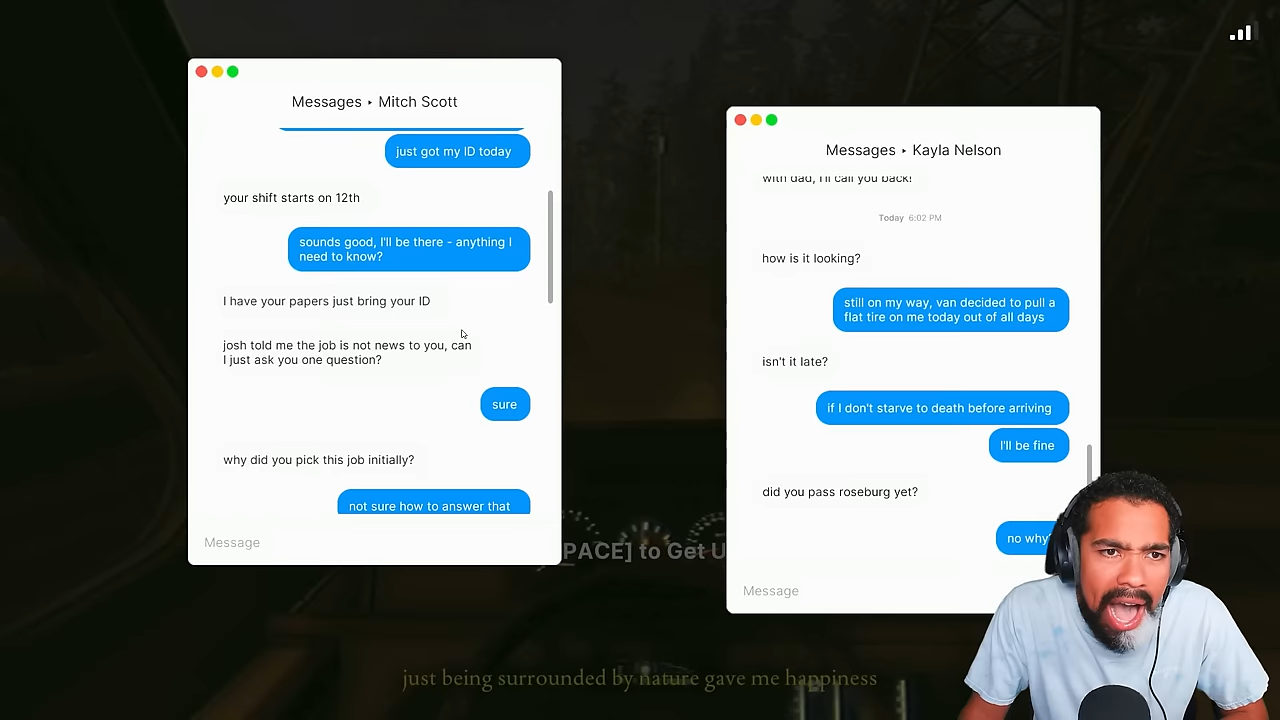 Messages ‣ Mitch Scott
just got my ID today
your shift starts on 12th
sounds good, I'll be there - anything I
need to know?
I have your papers just bring your ID
josh told me the job is not news to you, can
I just ask you one question?
sure
why did you pick this job initially?
not sure how to answer that
Message
Messages ‣ Kayla Nelson
with dad, I'll call you back!
Today 6:02 PM
how is it looking?
still on my way, van decided to pull a
flat tire on me today out of all days
isn't it late?
if I don't starve to death before arriving
I'll be fine
did you pass roseburg yet?
no why?
Message
PACE] to Get U
just being surrounded by nature gave me happiness